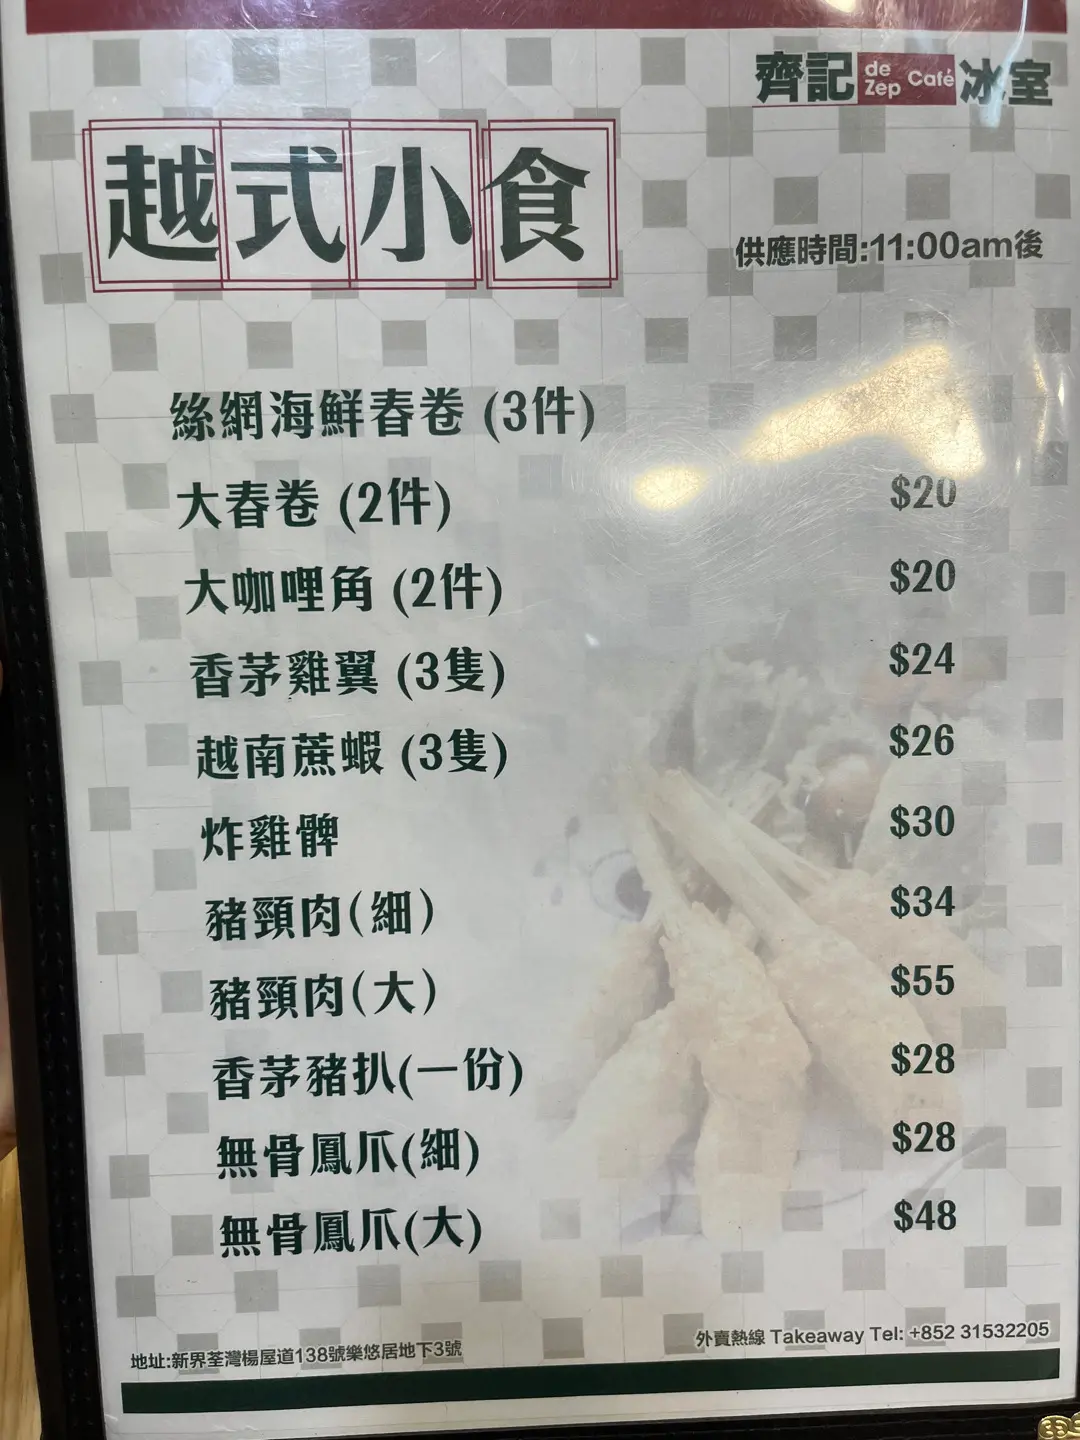 齊記 de Zep Café 冰室
越式小食
供應時間:11:00am後
絲網海鮮春卷 (3件)
大春卷 (2件) $20
大咖哩角 (2件) $20
香茅雞翼 (3隻) $24
越南蔗蝦 (3隻) $26
炸雞髀 $30
豬頸肉(細) $34
豬頸肉(大) $55
香茅豬扒(一份) $28
無骨鳳爪(細) $28
無骨鳳爪(大) $48
地址:新界荃灣楊屋道138號樂悠居地下3號
外賣熱線 Takeaway Tel: +852 31532205